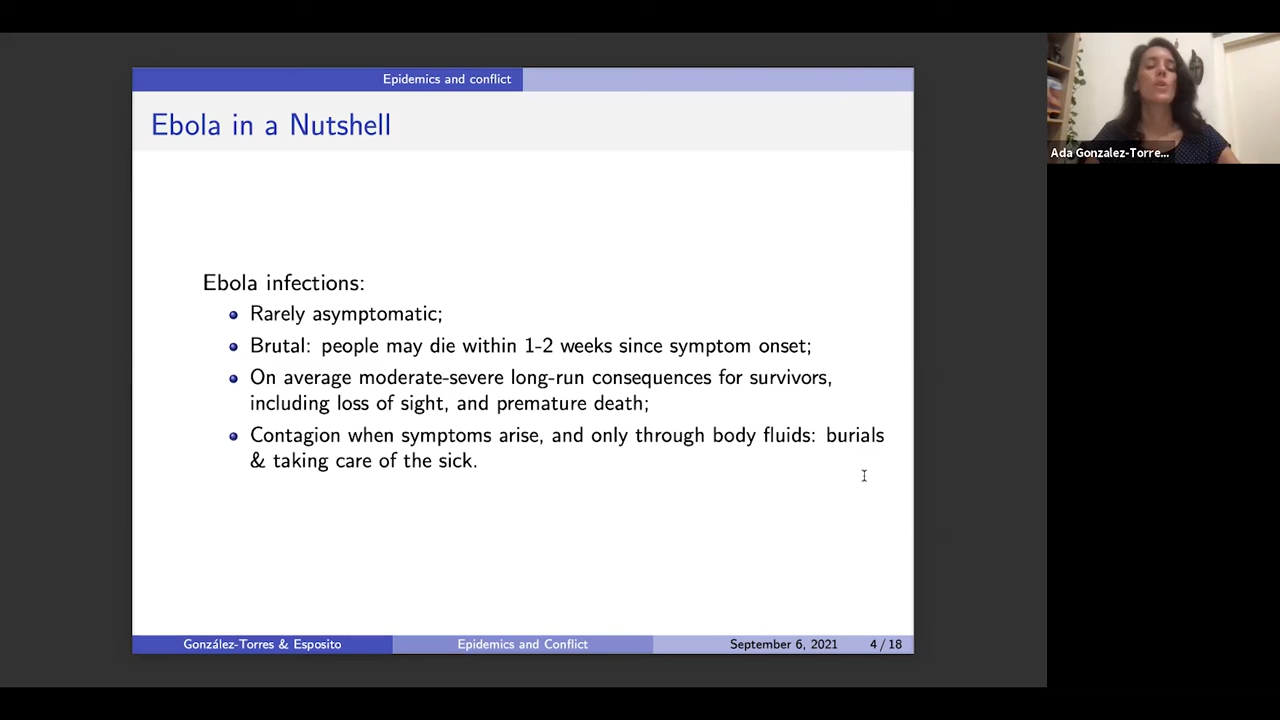 Epidemics and conflict
Ebola in a Nutshell
Ada Gonzalez-Torre...
Ebola infections:
Rarely asymptomatic;
Brutal: people may die within 1-2 weeks since symptom onset;
On average moderate-severe long-run consequences for survivors,
including loss of sight, and premature death;
Contagion when symptoms arise, and only through body fluids: burials
& taking care of the sick.
González-Torres & Esposito
Epidemics and Conflict
September 6, 2021
4 / 18